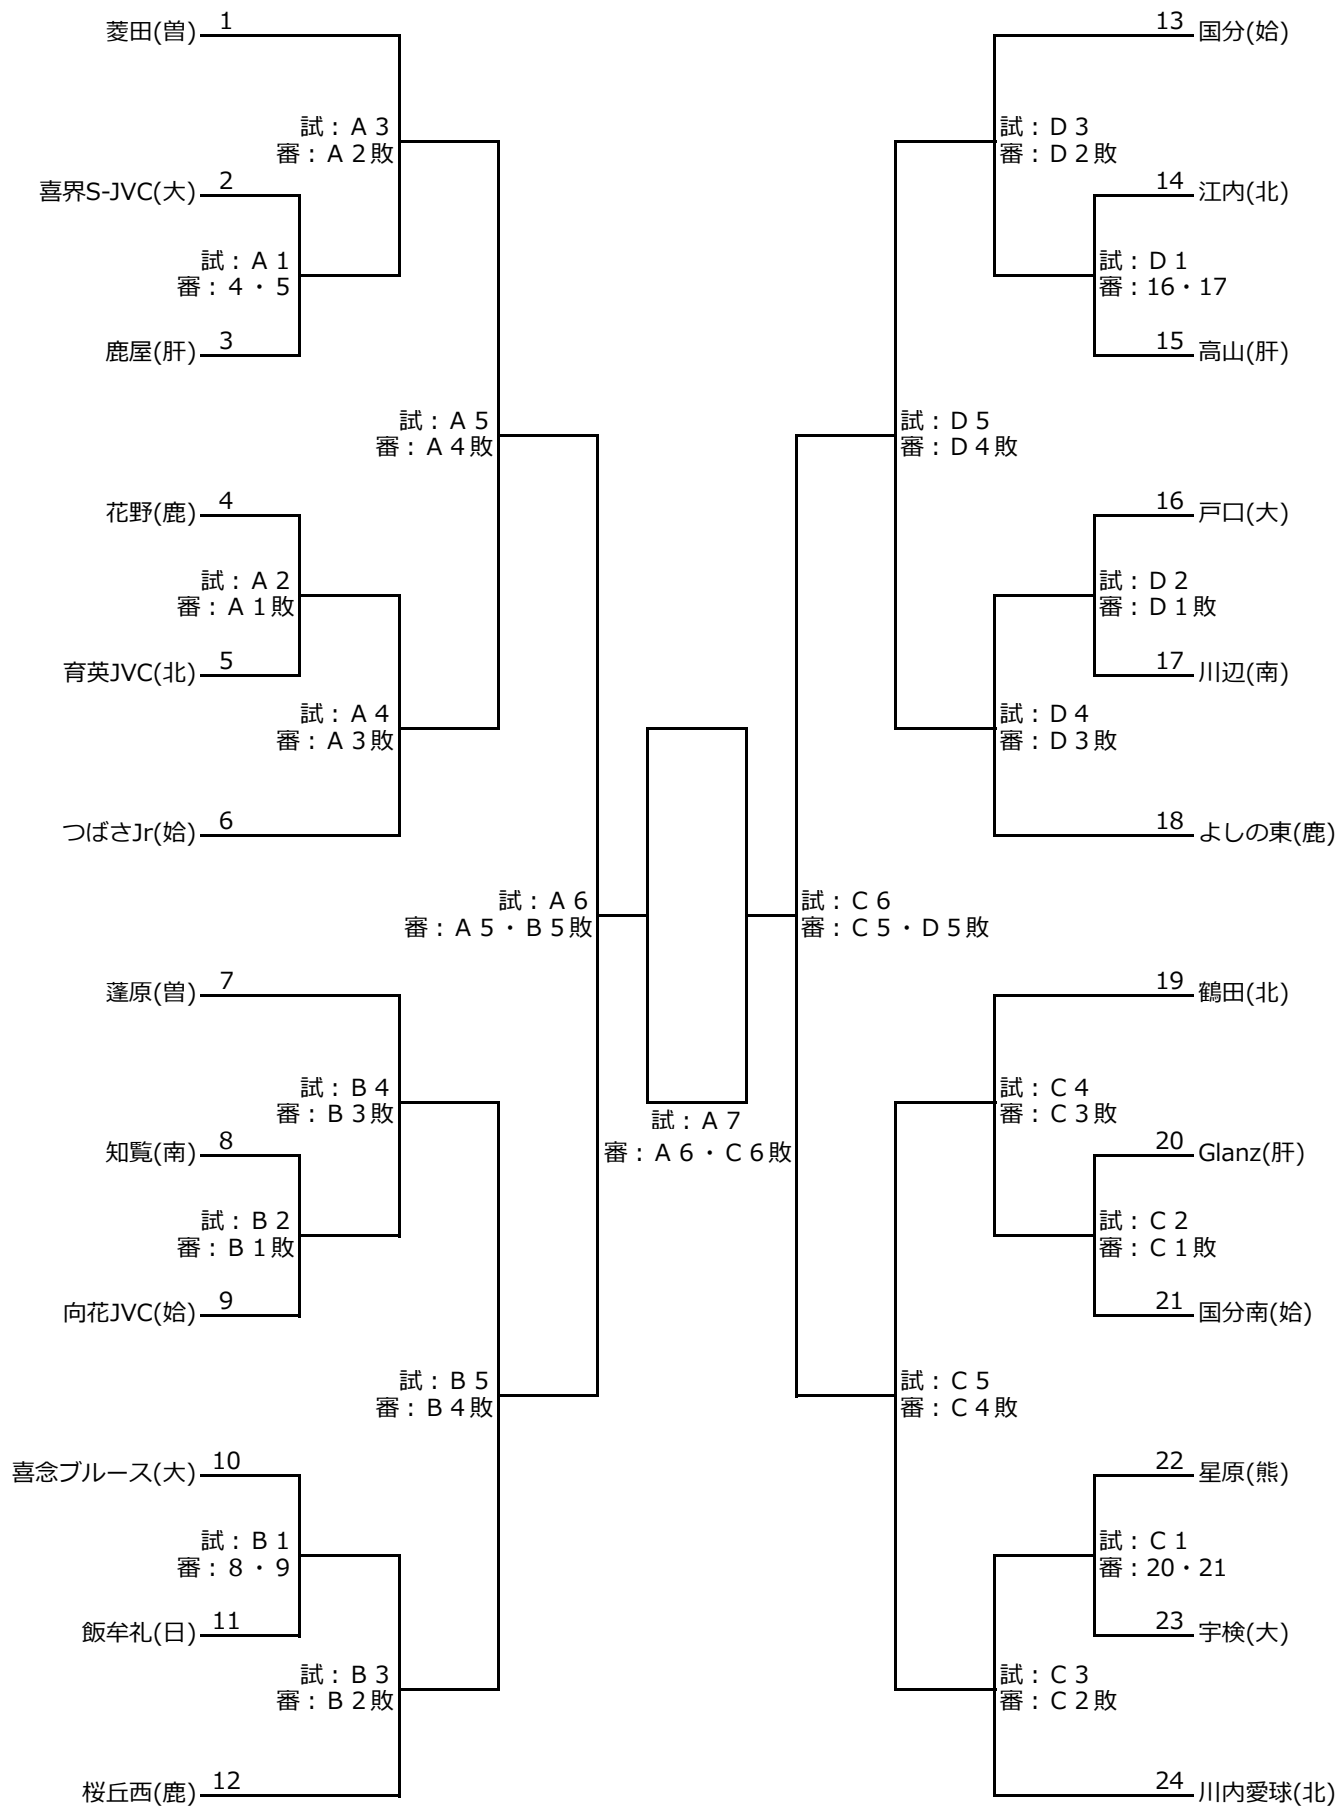 菱田(曽) 1
試：Ａ３
審：Ａ２敗
喜界S-JVC(大) 2
試：Ａ１
審：４・５
鹿屋(肝) 3
試：Ａ５
審：Ａ４敗
花野(鹿) 4
試：Ａ２
審：Ａ１敗
育英JVC(北) 5
試：Ａ４
審：Ａ３敗
つばさJr(姶) 6
試：Ａ６
審：Ａ５・Ｂ５敗
蓬原(曽) 7
試：Ｂ４
審：Ｂ３敗
知覧(南) 8
試：Ｂ２
審：Ｂ１敗
向花JVC(姶) 9
試：Ｂ５
審：Ｂ４敗
喜念ブルース(大) 10
試：Ｂ１
審：８・９
飯牟礼(日) 11
試：Ｂ３
審：Ｂ２敗
桜丘西(鹿) 12
試：Ａ７
審：Ａ６・Ｃ６敗
13 国分(姶)
試：Ｄ３
審：Ｄ２敗
14 江内(北)
試：Ｄ１
審：16・17
15 高山(肝)
試：Ｄ５
審：Ｄ４敗
16 戸口(大)
試：Ｄ２
審：Ｄ１敗
17 川辺(南)
試：Ｄ４
審：Ｄ３敗
18 よしの東(鹿)
試：Ｃ６
審：Ｃ５・Ｄ５敗
19 鶴田(北)
試：Ｃ４
審：Ｃ３敗
20 Glanz(肝)
試：Ｃ２
審：Ｃ１敗
21 国分南(姶)
試：Ｃ５
審：Ｃ４敗
22 星原(熊)
試：Ｃ１
審：20・21
23 宇検(大)
試：Ｃ３
審：Ｃ２敗
24 川内愛球(北)